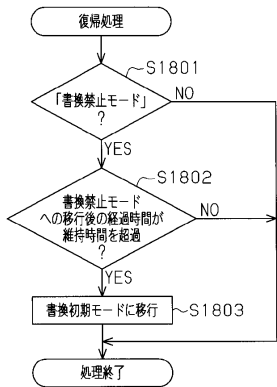 復帰処理
S1801
「書換禁止モード」
?
NO
YES
S1802
書換禁止モード
への移行後の経過時間が
維持時間を超過
?
NO
YES
書換初期モードに移行
S1803
処理終了